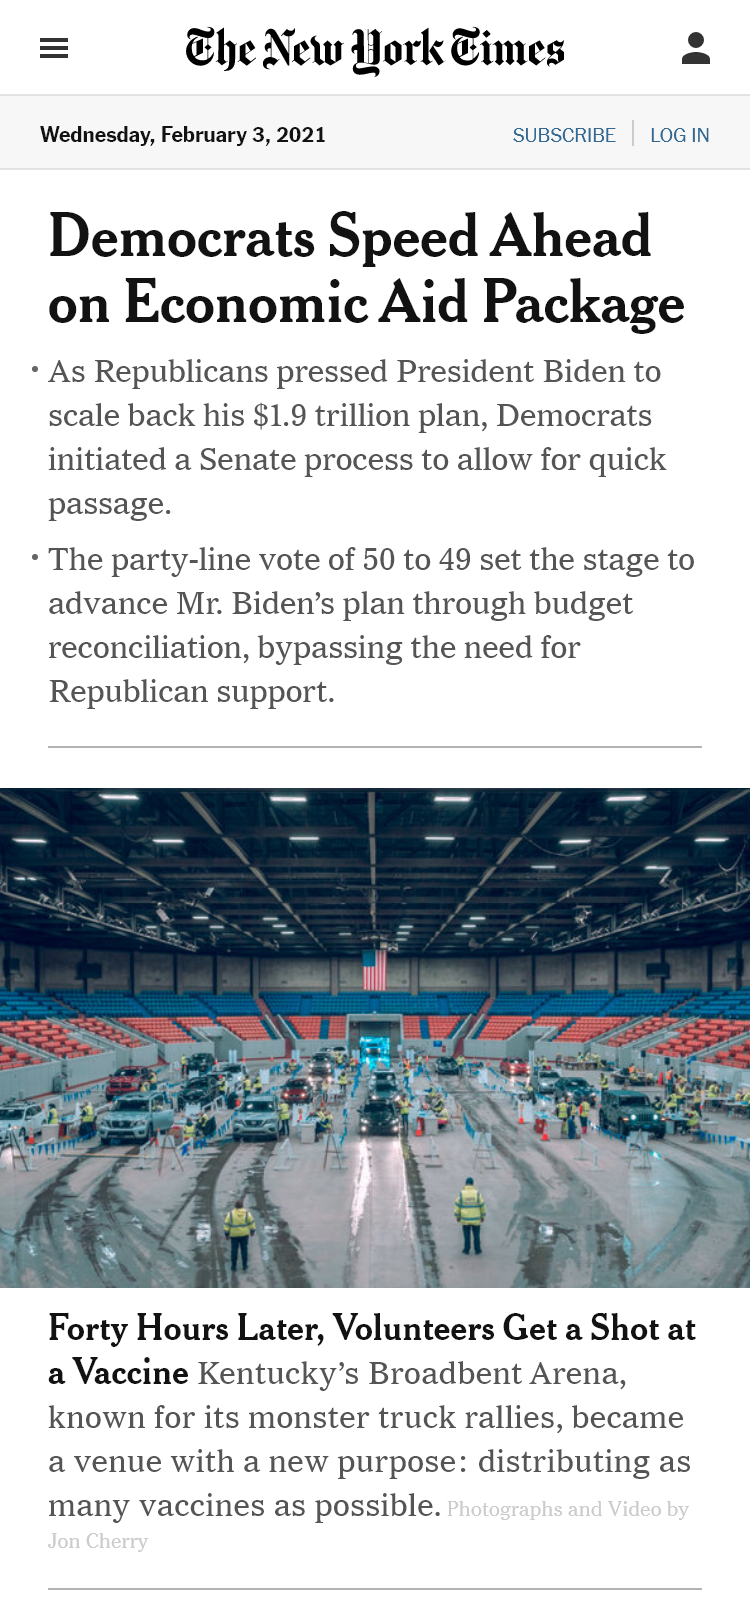 The New York Times
Wednesday, February 3, 2021
SUBSCRIBE
LOG IN
Democrats Speed Ahead
on Economic Aid Package
• As Republicans pressed President Biden to
scale back his $1.9 trillion plan, Democrats
initiated a Senate process to allow for quick
passage.
• The party-line vote of 50 to 49 set the stage to
advance Mr. Biden’s plan through budget
reconciliation, bypassing the need for
Republican support.
Forty Hours Later, Volunteers Get a Shot at
a Vaccine Kentucky’s Broadbent Arena,
known for its monster truck rallies, became
a venue with a new purpose: distributing as
many vaccines as possible. Photographs and Video by
Jon Cherry